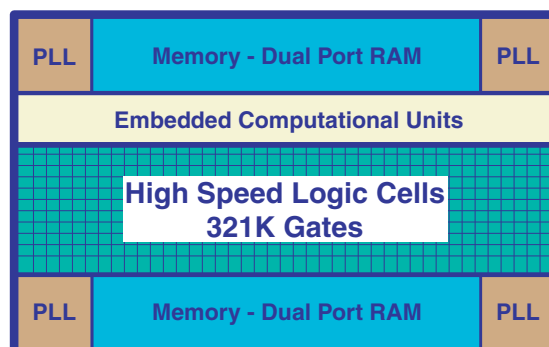 PLL Memory - Dual Port RAM PLL
Embedded Computational Units
High Speed Logic Cells
321K Gates
PLL Memory - Dual Port RAM PLL